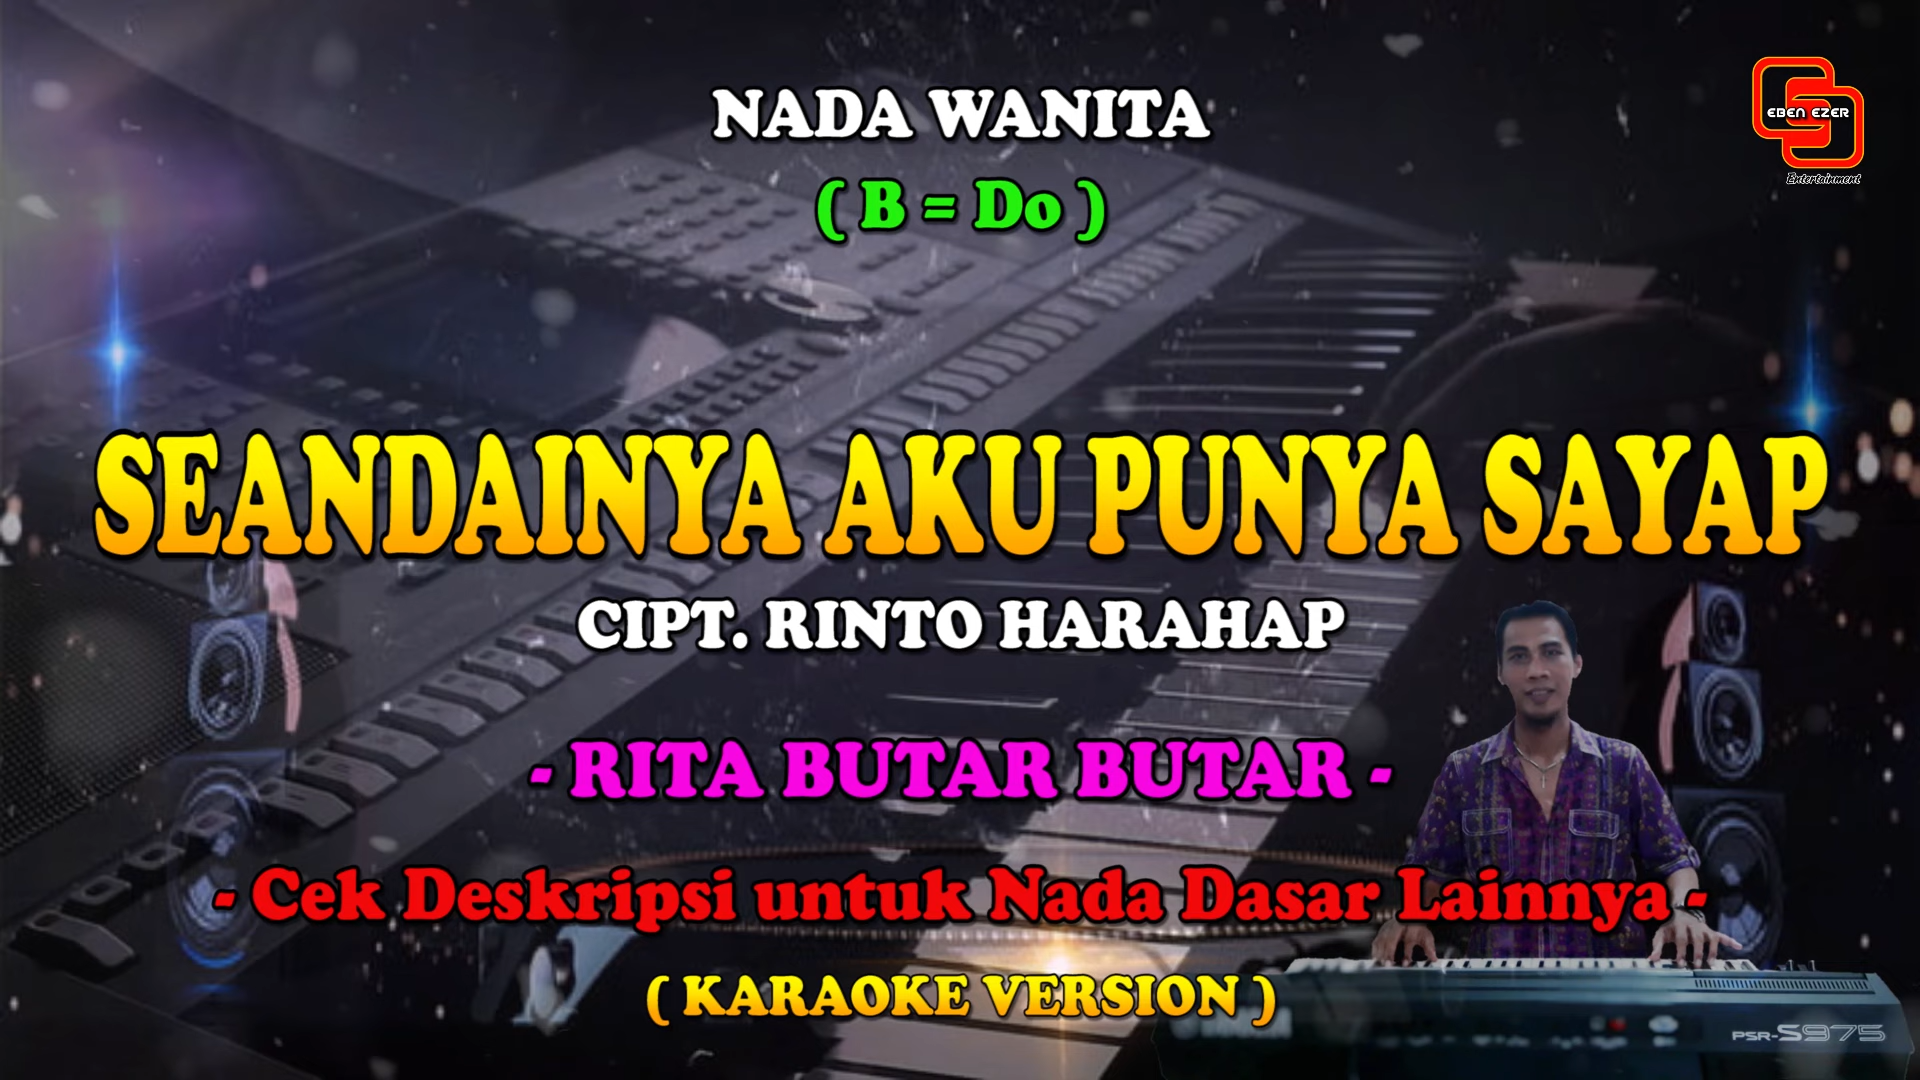 NADA WANITA
( B = Do )
EBEN EZER
Entertainment
SEANDAINYA AKU PUNYA SAYAP
CIPT. RINTO HARAHAP
- RITA BUTAR BUTAR -
- Cek Deskripsi untuk Nada Dasar Lainnya -
( KARAOKE VERSION )
PSR-S975